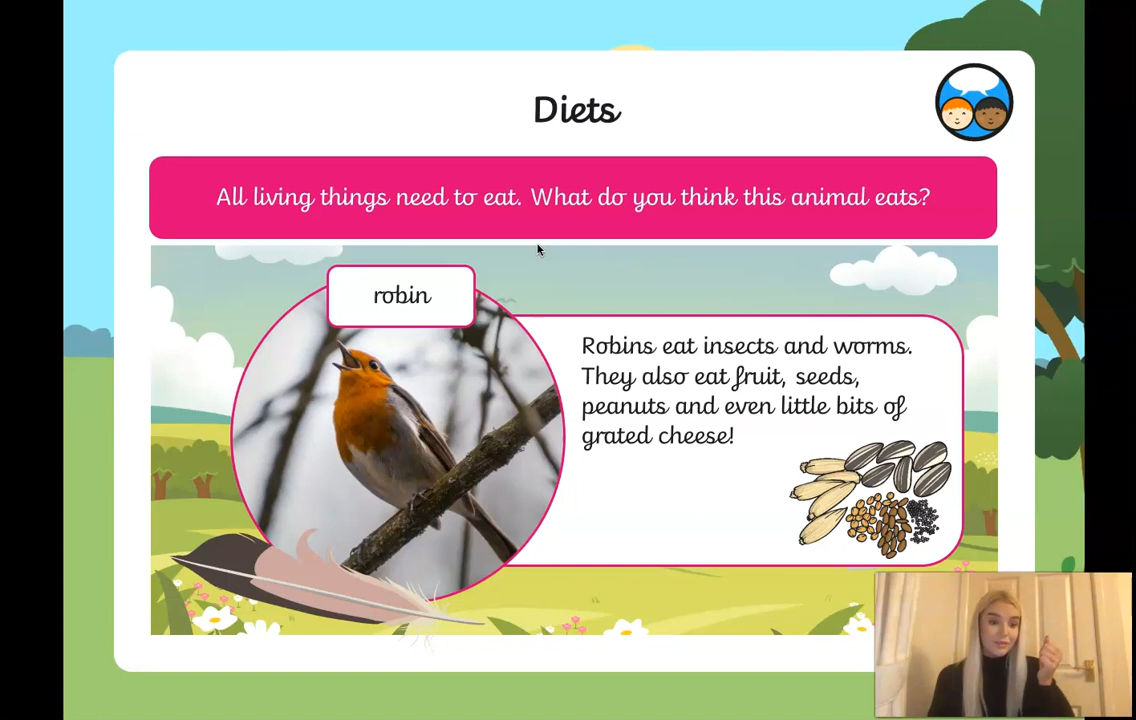 Diets
All living things need to eat. What do you think this animal eats?
robin
Robins eat insects and worms.
They also eat fruit, seeds,
peanuts and even little bits of
grated cheese!